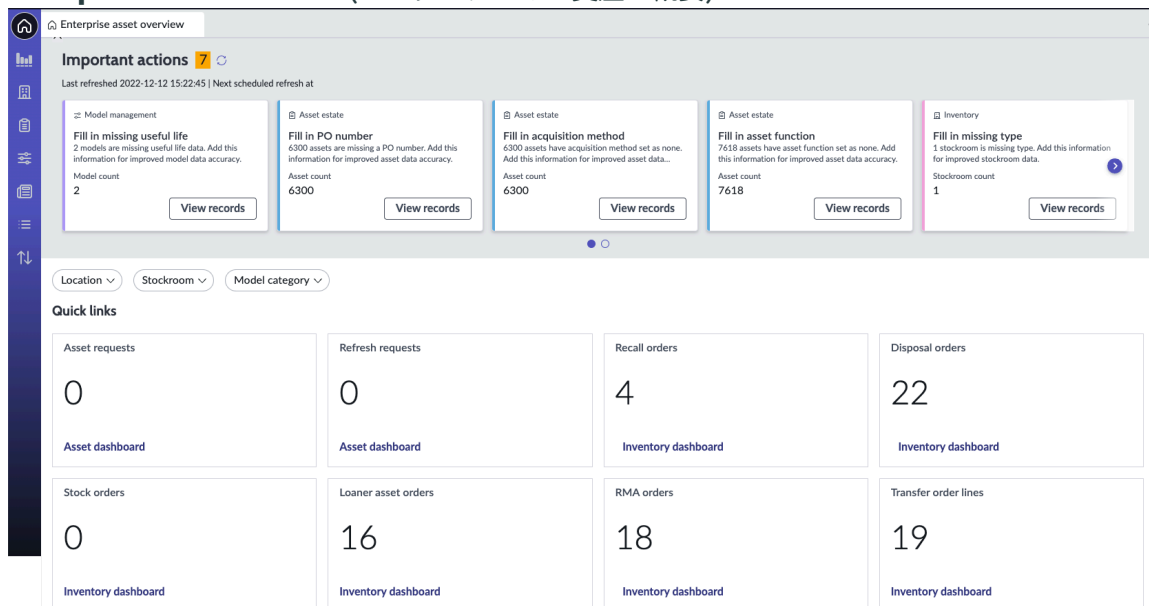 Enterprise asset overview
Important actions 7
Last refreshed 2022-12-12 15:22:45 | Next scheduled refresh at
Model management
Fill in missing useful life
2 models are missing useful life data. Add this
information for improved model data accuracy.
Model count
2
View records
Asset estate
Fill in PO number
6300 assets are missing a PO number. Add this
information for improved asset data accuracy.
Asset count
6300
View records
Asset estate
Fill in acquisition method
6300 assets have acquisition method set as none.
Add this information for improved asset data...
Asset count
6300
View records
Asset estate
Fill in asset function
7618 assets have asset function set as none. Add
this information for improved asset data accuracy.
Asset count
7618
View records
Inventory
Fill in missing type
1 stockroom is missing type. Add this information
for improved stockroom data.
Stockroom count
1
View records
Location
Stockroom
Model category
Quick links
Asset requests
0
Asset dashboard
Refresh requests
0
Asset dashboard
Recall orders
4
Inventory dashboard
Disposal orders
22
Inventory dashboard
Stock orders
0
Inventory dashboard
Loaner asset orders
16
Inventory dashboard
RMA orders
18
Inventory dashboard
Transfer order lines
19
Inventory dashboard